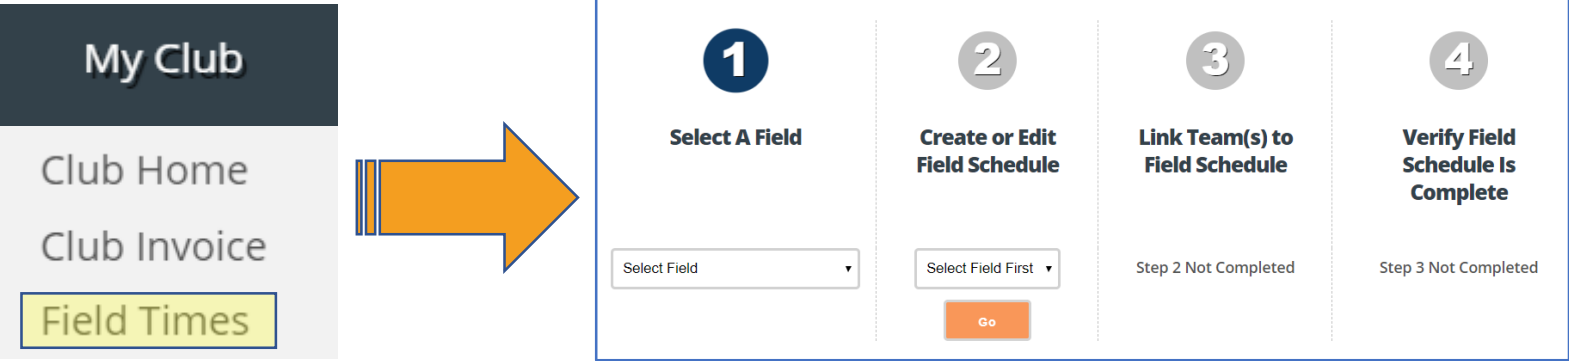 My Club
Club Home
Club Invoice
Field Times
1
Select A Field
Select Field
2
Create or Edit
Field Schedule
Select Field First
Go
3
Link Team(s) to
Field Schedule
Step 2 Not Completed
4
Verify Field
Schedule Is
Complete
Step 3 Not Completed